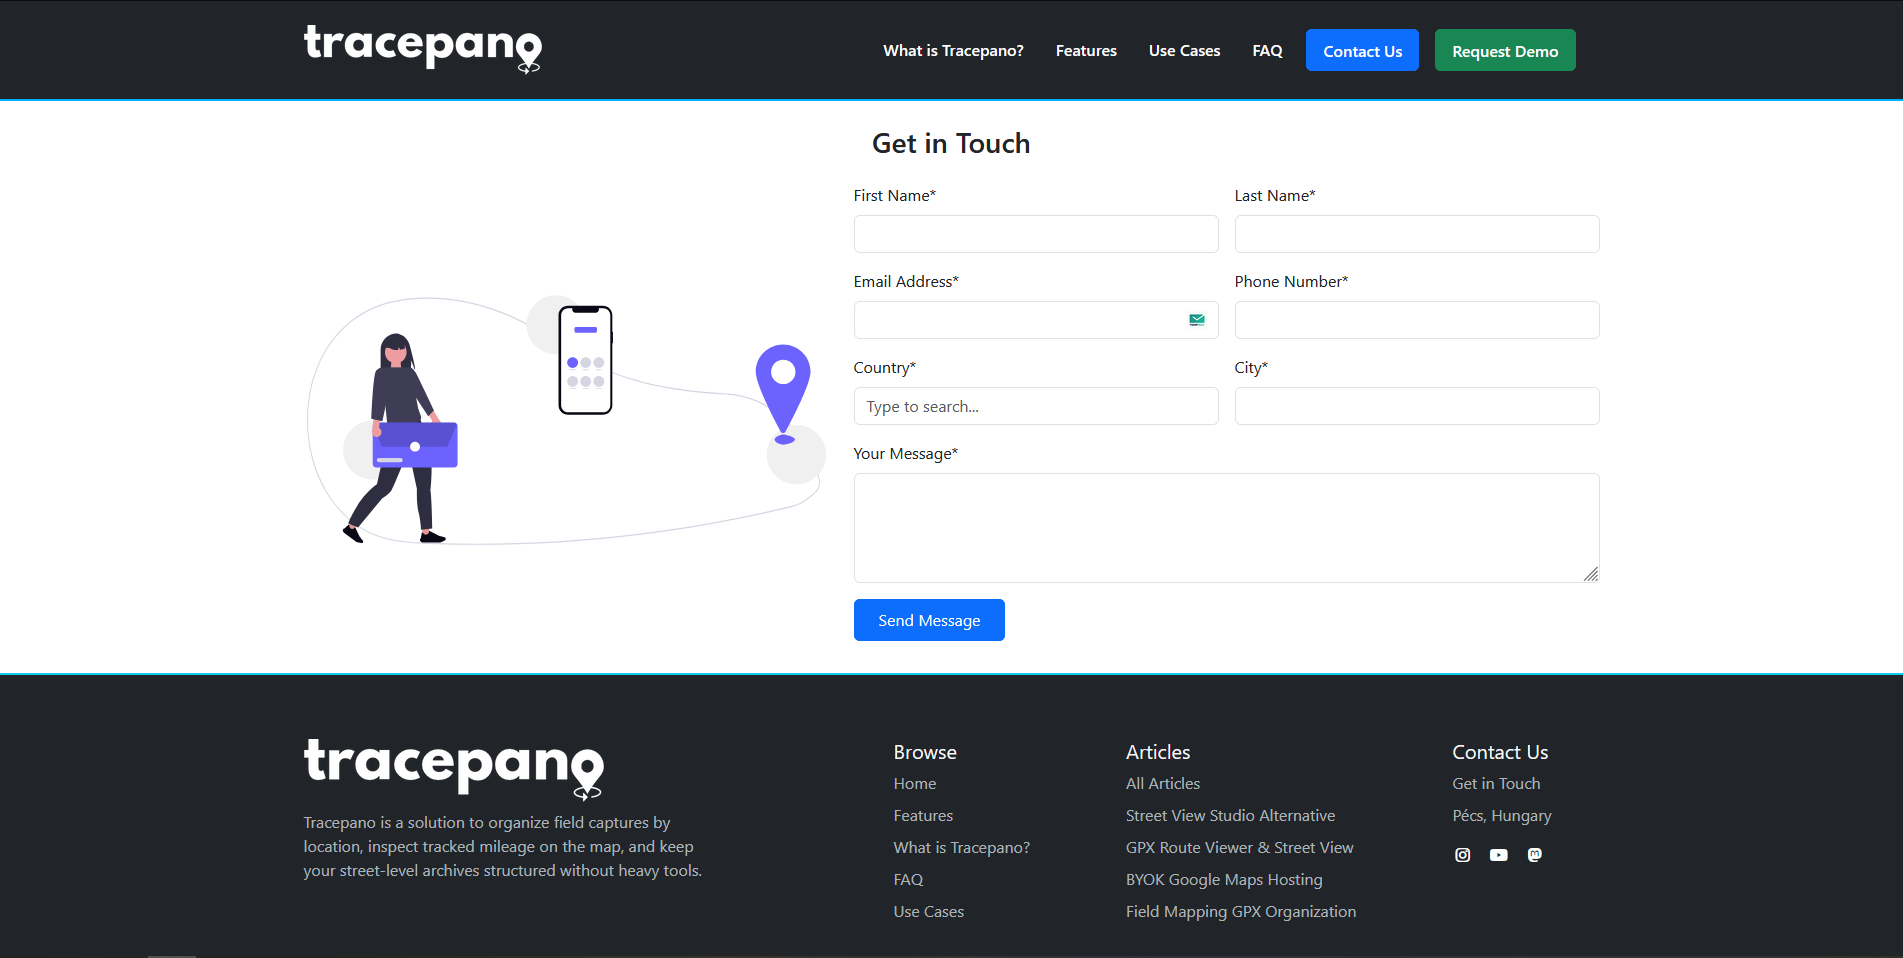 tracepano
What is Tracepano? Features Use Cases FAQ Contact Us Request Demo
Get in Touch
First Name* Last Name*
Email Address* Phone Number*
Country* City*
Type to search...
Your Message*
Send Message
tracepano
Tracepano is a solution to organize field captures by
location, inspect tracked mileage on the map, and keep
your street-level archives structured without heavy tools.
Browse
Home
Features
What is Tracepano?
FAQ
Use Cases
Articles
All Articles
Street View Studio Alternative
GPX Route Viewer & Street View
BYOK Google Maps Hosting
Field Mapping GPX Organization
Contact Us
Get in Touch
Pécs, Hungary